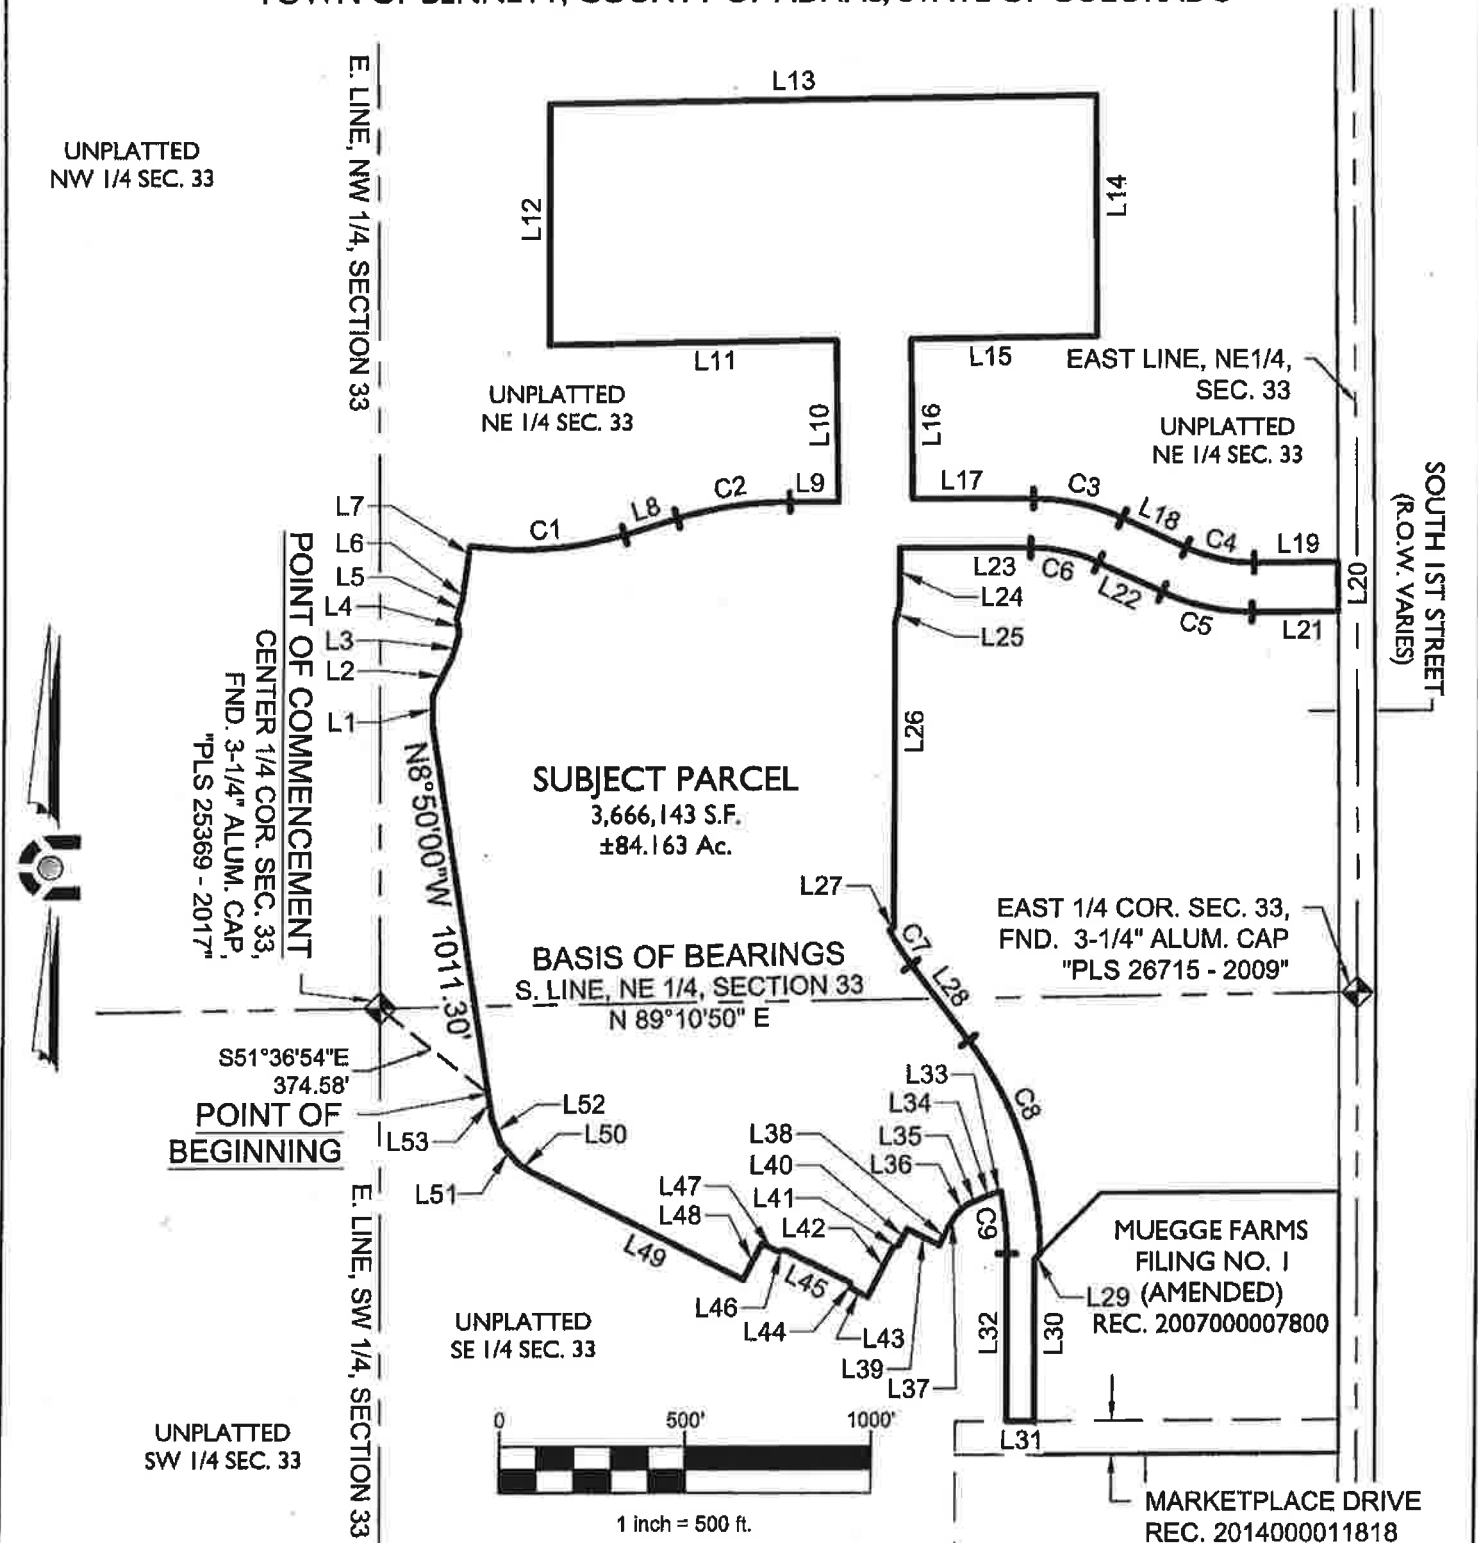 E. LINE, NW 1/4, SECTION 33
UNPLATTED
NW 1/4 SEC. 33
L13
L12
L14
L11
L15
EAST LINE, NE1/4,
SEC. 33
UNPLATTED
NE 1/4 SEC. 33
L10
L16
UNPLATTED
NE 1/4 SEC. 33
SOUTH 1ST STREET
(R.O.W. VARIES)
L7
C1
L8
C2
L9
L17
C3
L18
C4
L19
L20
L6
L5
L4
L3
L2
L1
L23
C6
L22
C5
L21
L24
L25
L26
POINT OF COMMENCEMENT
CENTER 1/4 COR. SEC. 33,
FND. 3-1/4" ALUM. CAP,
"PLS 25369 - 2017"
N8°50'00"W 1011.30'
SUBJECT PARCEL
3,666,143 S.F.
±84.163 Ac.
L27
C7
L28
EAST 1/4 COR. SEC. 33,
FND. 3-1/4" ALUM. CAP
"PLS 26715 - 2009"
BASIS OF BEARINGS
S. LINE, NE 1/4, SECTION 33
N 89°10'50" E
S51°36'54"E
374.58'
POINT OF
BEGINNING
L52
L50
L53
L51
L33
L34
L35
L36
C8
L38
L40
L41
L42
L47
L48
C9
L49
L45
L46
L44
L43
L39
L37
L32
L30
L29
MUEGGE FARMS
FILING NO. 1
(AMENDED)
REC. 2007000007800
E. LINE, SW 1/4, SECTION 33
UNPLATTED
SE 1/4 SEC. 33
UNPLATTED
SW 1/4 SEC. 33
0 500' 1000'
1 inch = 500 ft.
L31
MARKETPLACE DRIVE
REC. 2014000011818